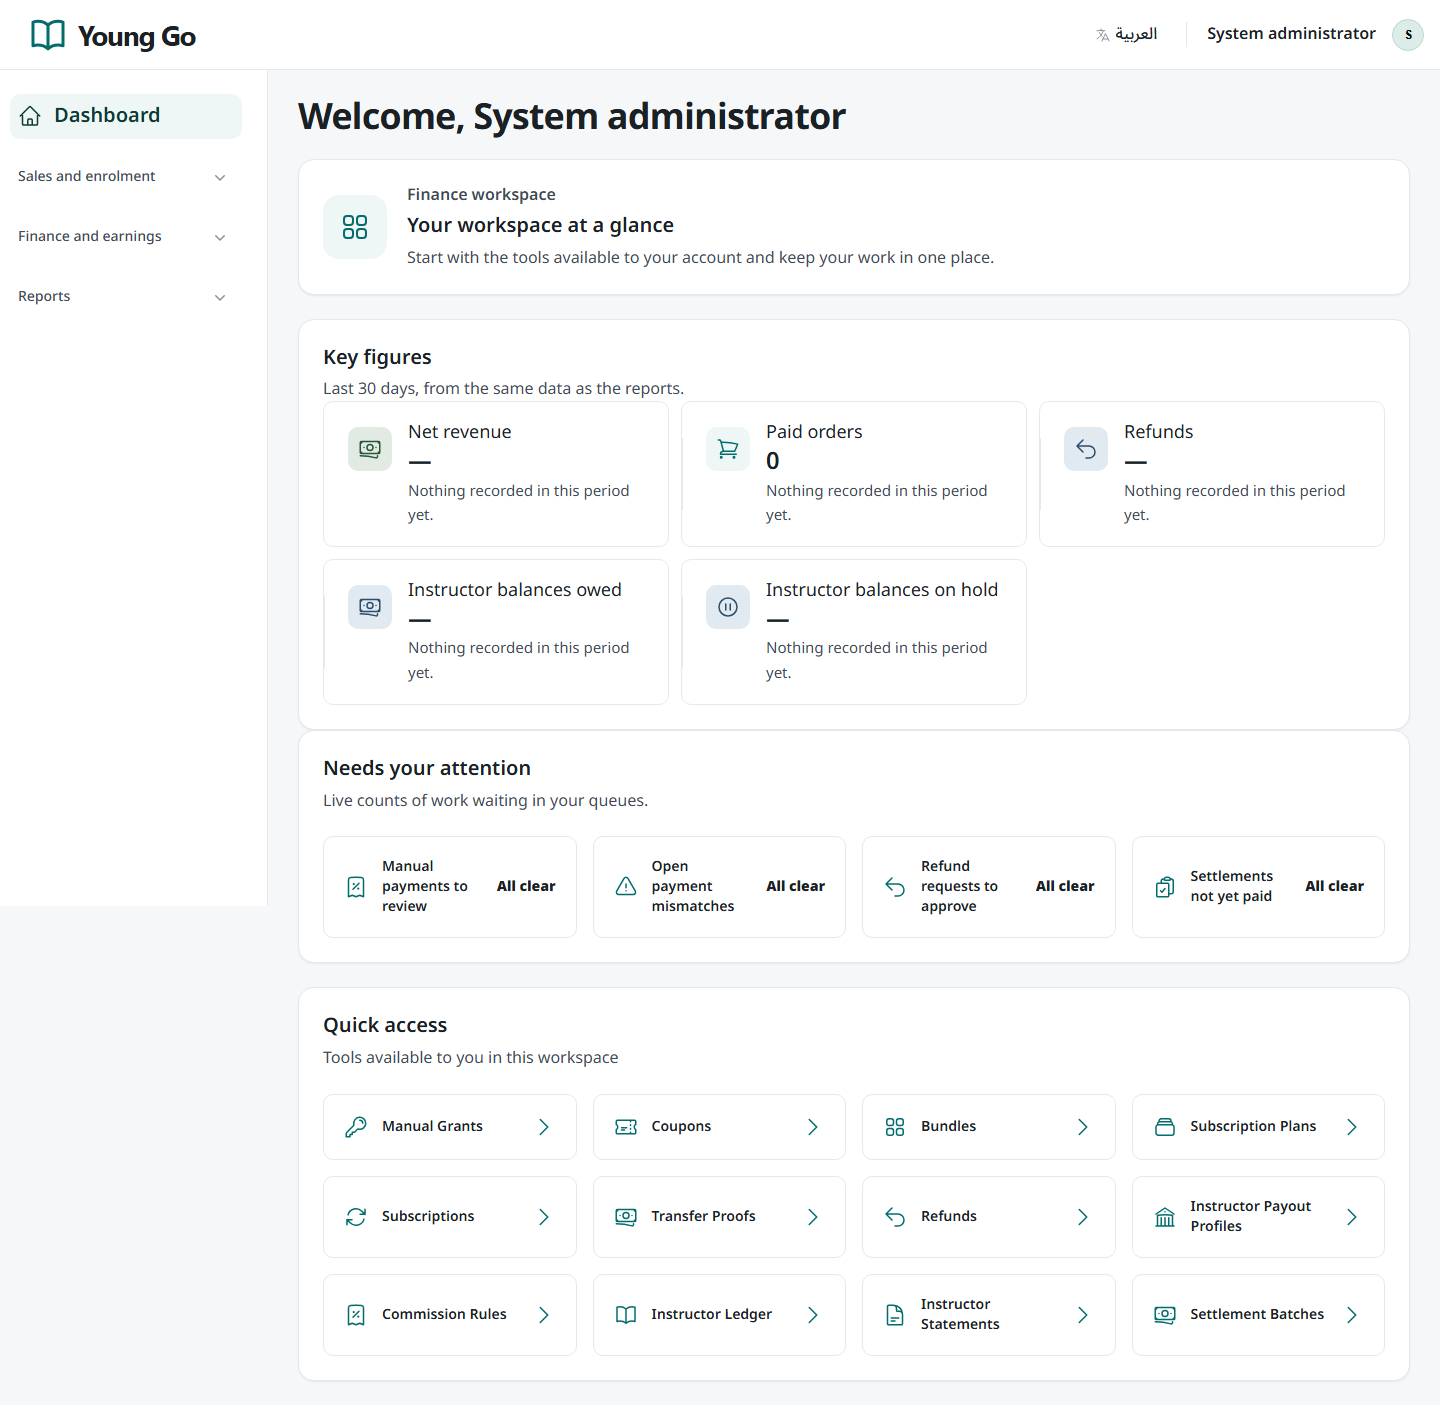 Young Go
العربية
System administrator
S
Dashboard
Sales and enrolment
Finance and earnings
Reports
Welcome, System administrator
Finance workspace
Your workspace at a glance
Start with the tools available to your account and keep your work in one place.
Key figures
Last 30 days, from the same data as the reports.
Net revenue
—
Nothing recorded in this period
yet.
Paid orders
0
Nothing recorded in this period
yet.
Refunds
—
Nothing recorded in this period
yet.
Instructor balances owed
—
Nothing recorded in this period
yet.
Instructor balances on hold
—
Nothing recorded in this period
yet.
Needs your attention
Live counts of work waiting in your queues.
Manual
payments to
review
All clear
Open
payment
mismatches
All clear
Refund
requests to
approve
All clear
Settlements
not yet paid
All clear
Quick access
Tools available to you in this workspace
Manual Grants
Coupons
Bundles
Subscription Plans
Subscriptions
Transfer Proofs
Refunds
Instructor Payout
Profiles
Commission Rules
Instructor Ledger
Instructor
Statements
Settlement Batches